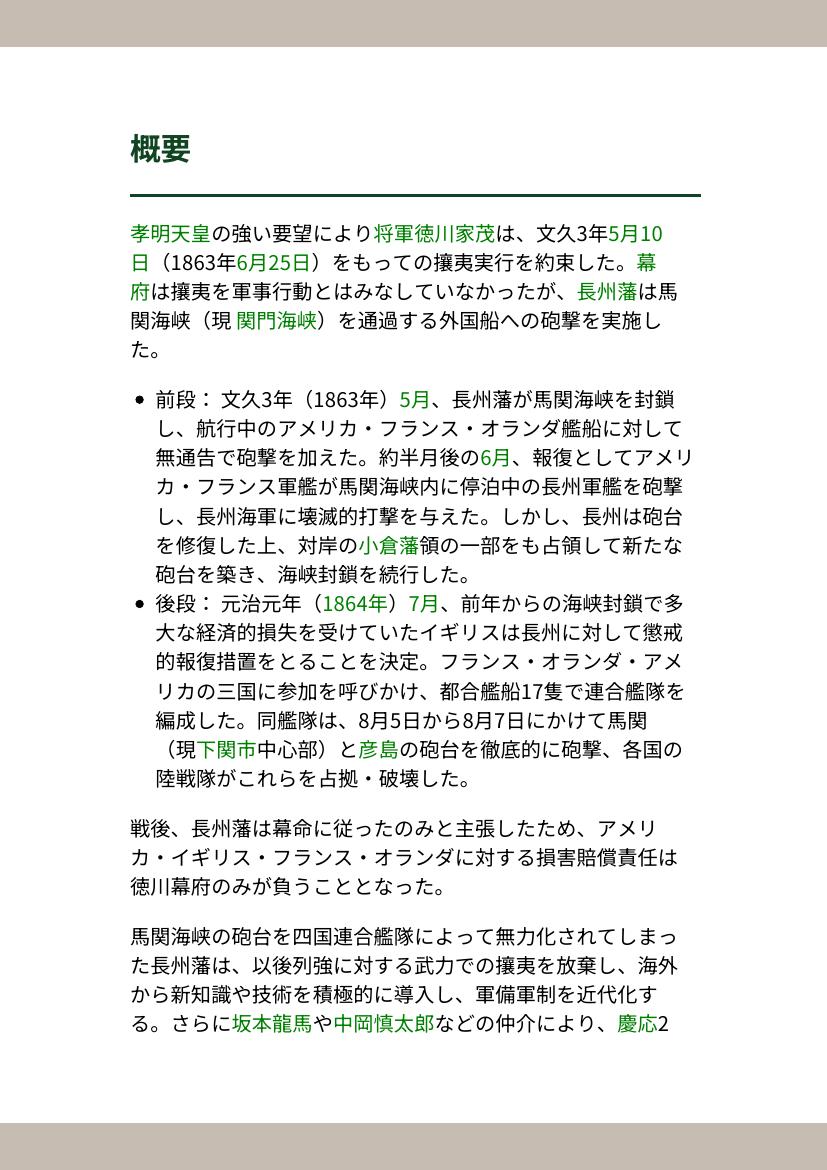 概要
孝明天皇の強い要望により将軍徳川家茂は、文久3年5月10
日（1863年6月25日）をもっての攘夷実行を約束した。幕
府は攘夷を軍事行動とはみなしていなかったが、長州藩は馬
関海峡（現 関門海峡）を通過する外国船への砲撃を実施し
た。
• 前段： 文久3年（1863年）5月、長州藩が馬関海峡を封鎖
し、航行中のアメリカ・フランス・オランダ艦船に対して
無通告で砲撃を加えた。約半月後の6月、報復としてアメリ
カ・フランス軍艦が馬関海峡内に停泊中の長州軍艦を砲撃
し、長州海軍に壊滅的打撃を与えた。しかし、長州は砲台
を修復した上、対岸の小倉藩領の一部をも占領して新たな
砲台を築き、海峡封鎖を続行した。
• 後段： 元治元年（1864年）7月、前年からの海峡封鎖で多
大な経済的損失を受けていたイギリスは長州に対して懲戒
的報復措置をとることを決定。フランス・オランダ・アメ
リカの三国に参加を呼びかけ、都合艦船17隻で連合艦隊を
編成した。同艦隊は、8月5日から8月7日にかけて馬関
（現下関市中心部）と彦島の砲台を徹底的に砲撃、各国の
陸戦隊がこれらを占拠・破壊した。
戦後、長州藩は幕命に従ったのみと主張したため、アメリ
カ・イギリス・フランス・オランダに対する損害賠償責任は
徳川幕府のみが負うこととなった。
馬関海峡の砲台を四国連合艦隊によって無力化されてしまっ
た長州藩は、以後列強に対する武力での攘夷を放棄し、海外
から新知識や技術を積極的に導入し、軍備軍制を近代化す
る。さらに坂本龍馬や中岡慎太郎などの仲介により、慶応2